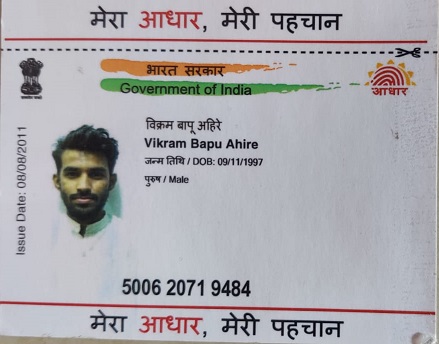 मेरा आधार, मेरी पहचान
भारत सरकार
Government of India
आधार
Issue Date: 08/08/2011
विक्रम बापू अहिरे
Vikram Bapu Ahire
जन्म तिथि / DOB: 09/11/1997
पुरुष / Male
5006 2071 9484
मेरा आधार, मेरी पहचान